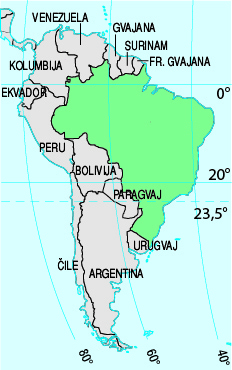 VENEZUELA
GVAJANA
SURINAM
KOLUMBIJA
FR. GVAJANA
0°
EKVADOR
PERU
BOLIVIJA
20°
PARAGVAJ
23,5°
URUGVAJ
ČILE
ARGENTINA
80°
60°
40°